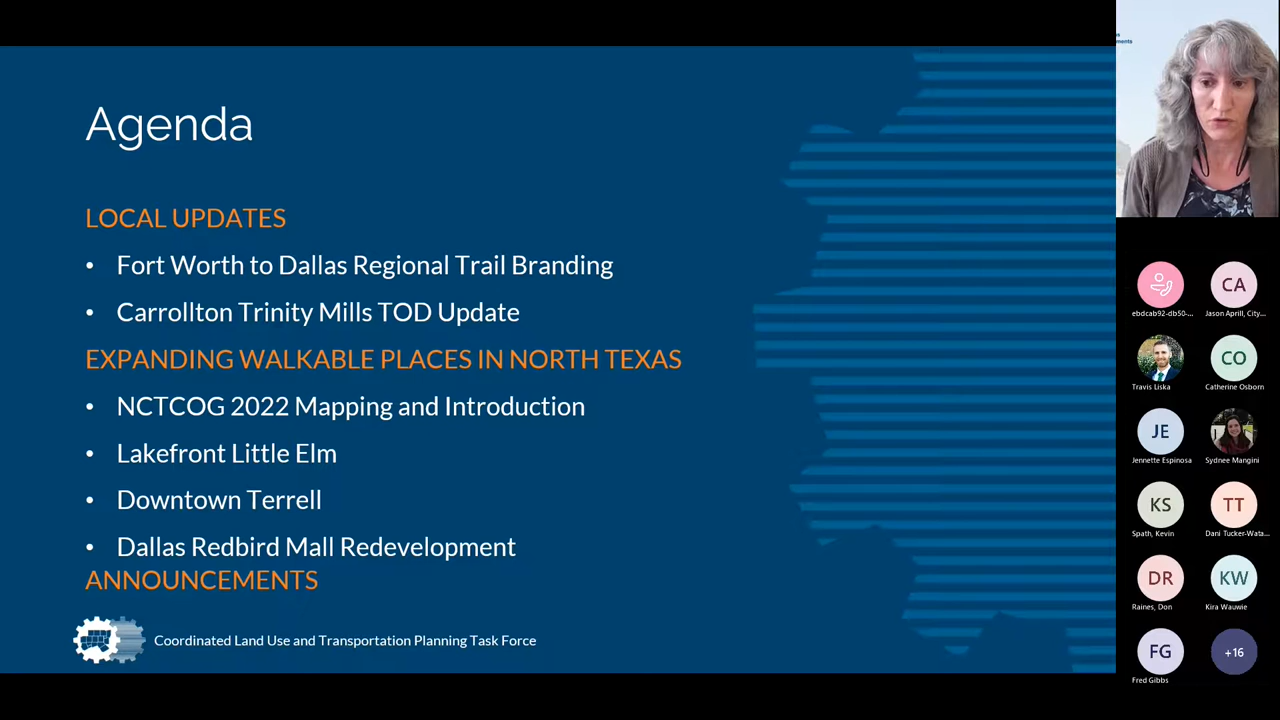 Agenda
LOCAL UPDATES
• Fort Worth to Dallas Regional Trail Branding
• Carrollton Trinity Mills TOD Update
EXPANDING WALKABLE PLACES IN NORTH TEXAS
• NCTCOG 2022 Mapping and Introduction
• Lakefront Little Elm
• Downtown Terrell
• Dallas Redbird Mall Redevelopment
ANNOUNCEMENTS
Coordinated Land Use and Transportation Planning Task Force
CA
ebdcab92-db50-...
Jason Aprill, City...
CO
Travis Liska
Catherine Osborn
JE
Jennette Espinosa
Sydnee Mangini
KS
TT
Spath, Kevin
Dani Tucker-Wata...
DR
KW
Raines, Don
Kira Wauwie
FG
+16
Fred Gibbs